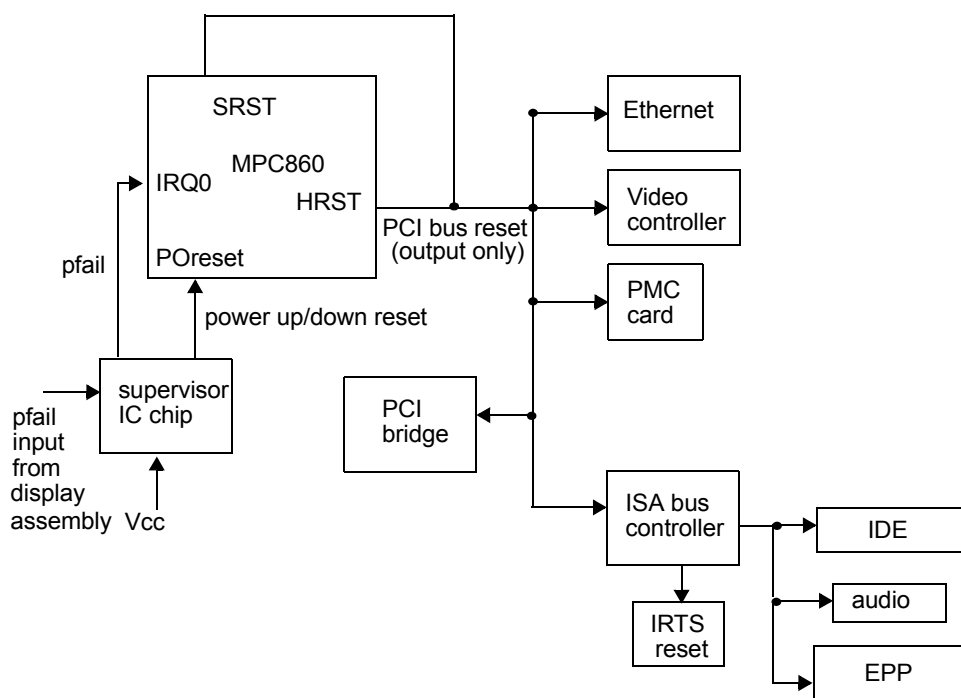 SRST
MPC860
IRQ0
HRST
POreset
pfail
power up/down reset
supervisor
IC chip
pfail
input
from
display
assembly
Vcc
PCI bus reset
(output only)
Ethernet
Video
controller
PMC
card
PCI
bridge
ISA bus
controller
IRTS
reset
IDE
audio
EPP